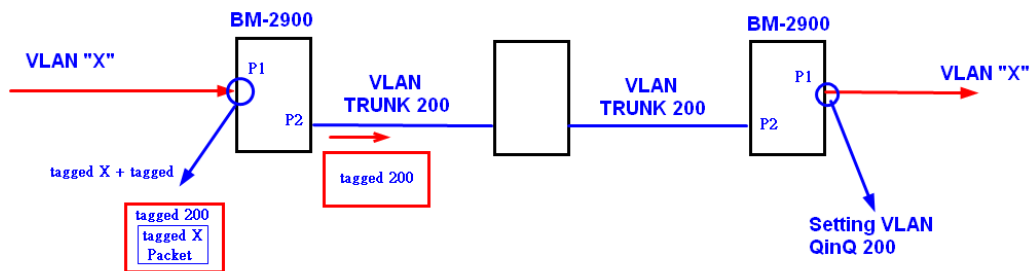 BM-2900
BM-2900
VLAN "X"
P1
VLAN
TRUNK 200
VLAN
TRUNK 200
P1
VLAN "X"
P2
P2
tagged X + tagged
tagged 200
tagged 200
tagged X
Packet
Setting VLAN
QinQ 200